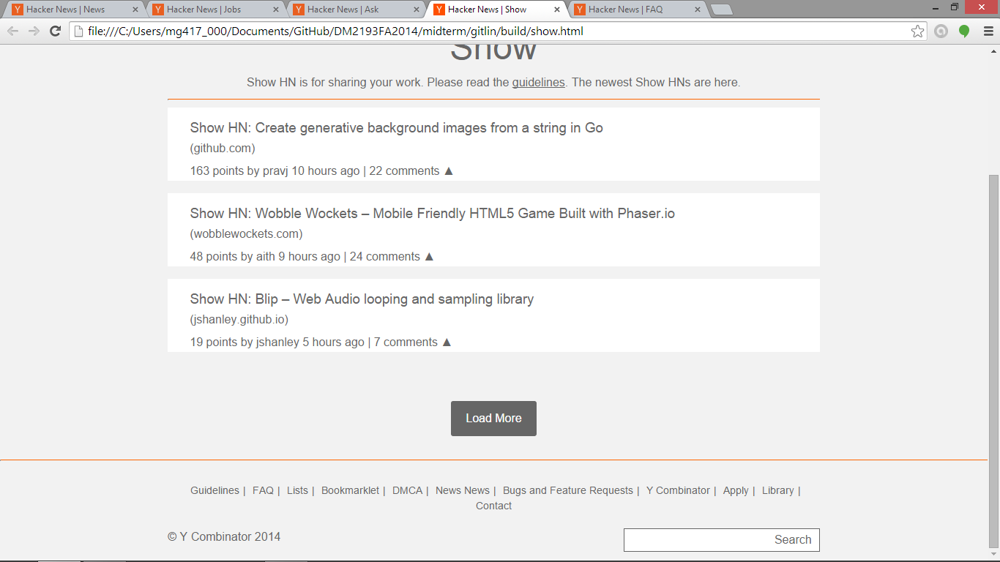 Hacker News | News
Hacker News | Jobs
Hacker News | Ask
Hacker News | Show
Hacker News | FAQ
file:///C:/Users/mg417_000/Documents/GitHub/DM2193FA2014/midterm/gitlin/build/show.html
Show
Show HN is for sharing your work. Please read the guidelines. The newest Show HNs are here.
Show HN: Create generative background images from a string in Go
(github.com)
163 points by pravj 10 hours ago | 22 comments ▲
Show HN: Wobble Wockets – Mobile Friendly HTML5 Game Built with Phaser.io
(wobblewockets.com)
48 points by aith 9 hours ago | 24 comments ▲
Show HN: Blip – Web Audio looping and sampling library
(jshanley.github.io)
19 points by jshanley 5 hours ago | 7 comments ▲
Load More
Guidelines | FAQ | Lists | Bookmarklet | DMCA | News News | Bugs and Feature Requests | Y Combinator | Apply | Library |
Contact
© Y Combinator 2014
Search